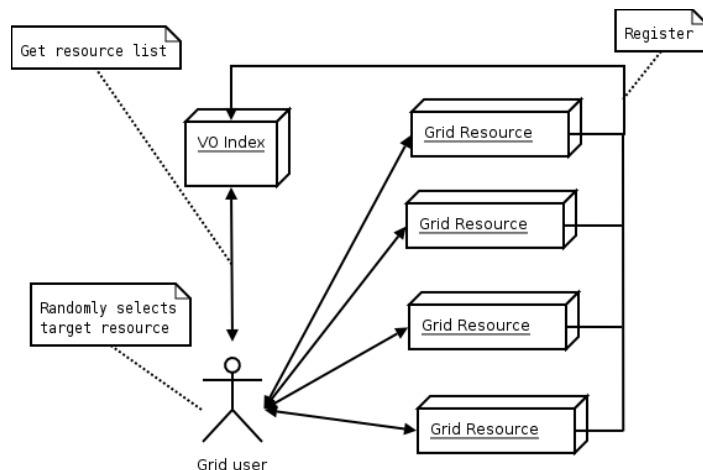 Get resource list
Register
VO Index
Grid Resource
Grid Resource
Randomly selects
target resource
Grid Resource
Grid Resource
Grid user